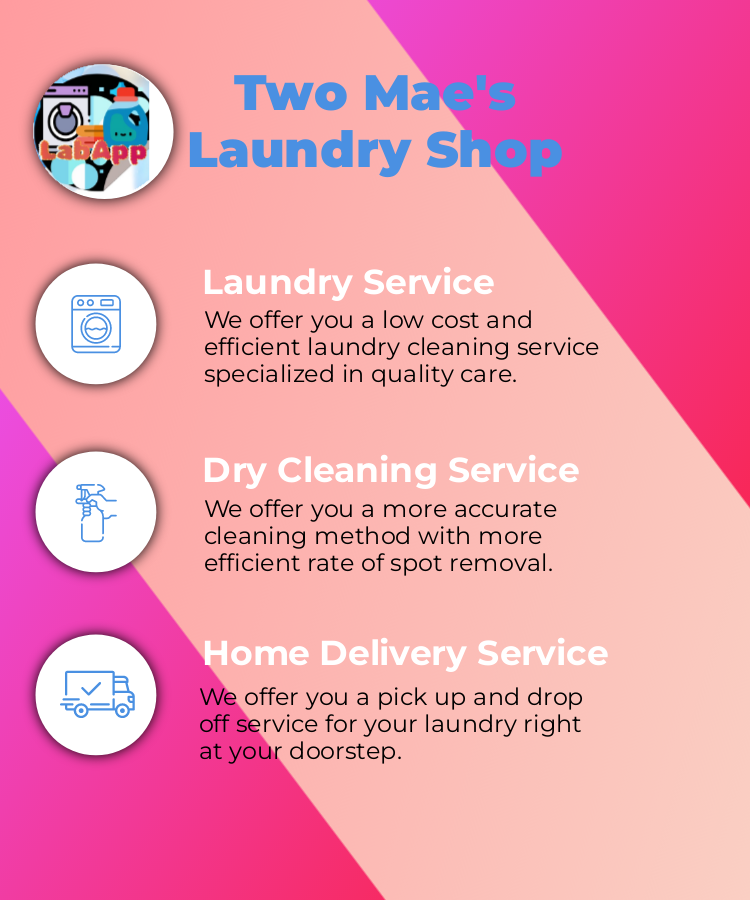 Two Mae's
Laundry Shop
LabApp
Laundry Service
We offer you a low cost and
efficient laundry cleaning service
specialized in quality care.
Dry Cleaning Service
We offer you a more accurate
cleaning method with more
efficient rate of spot removal.
Home Delivery Service
We offer you a pick up and drop
off service for your laundry right
at your doorstep.